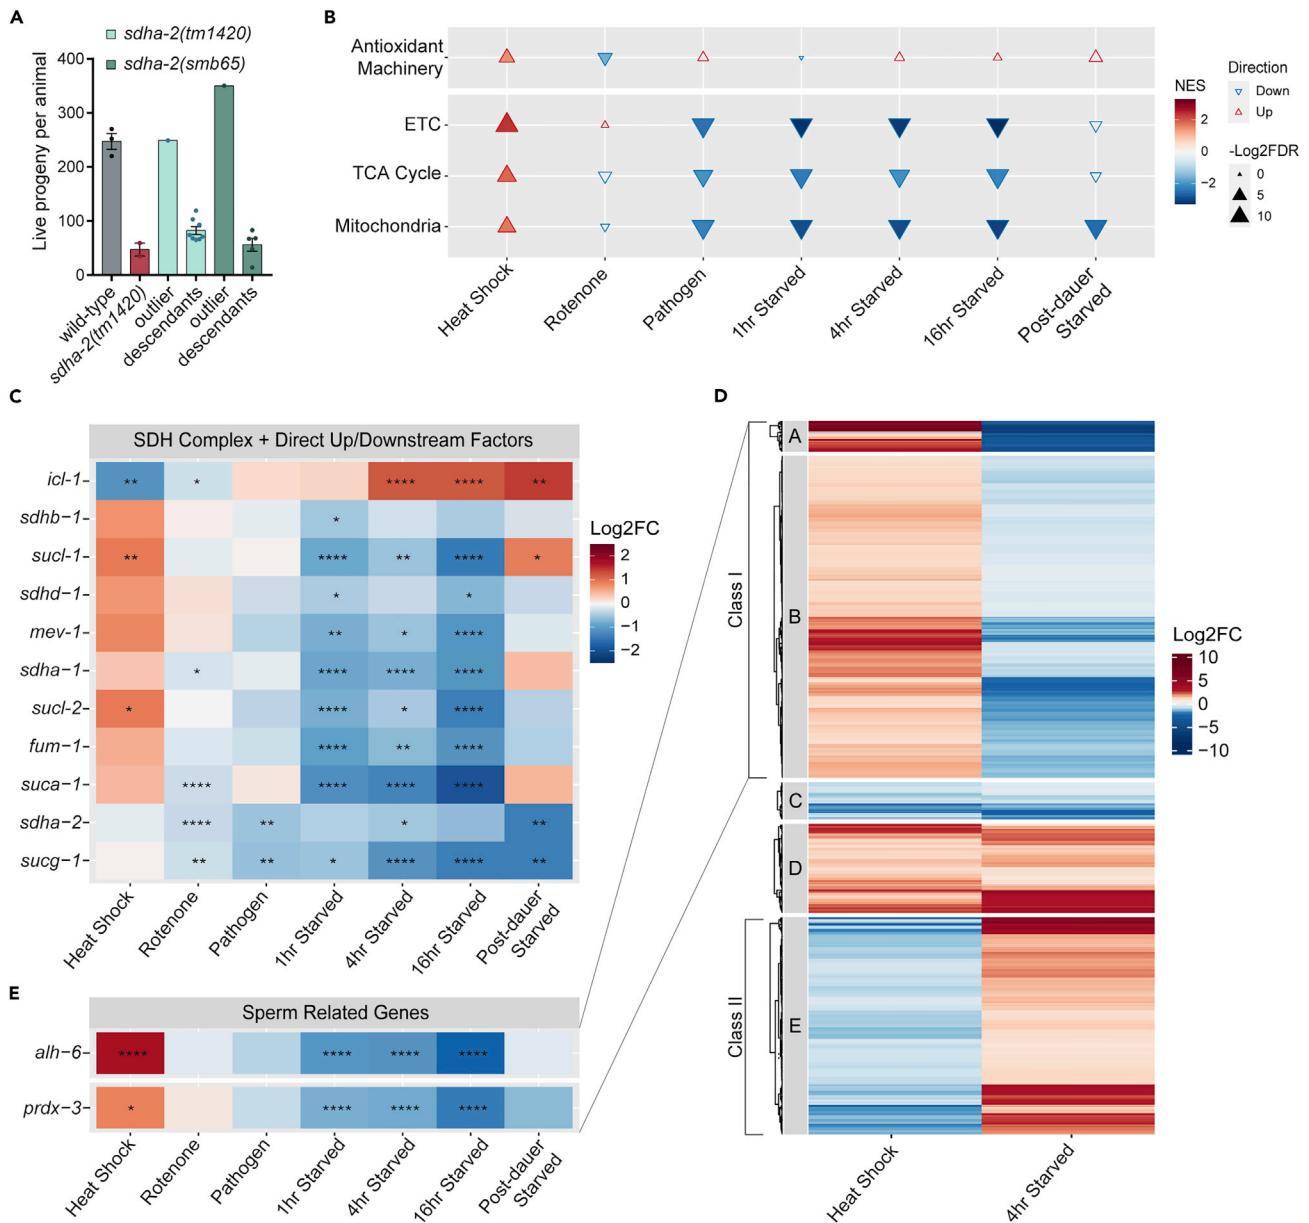 A
sdha-2(tm1420)
sdha-2(smb65)
Live progeny per animal
400
300
200
100
0
wild-type
sdha-2(tm1420)
outlier
descendants
outlier
descendants
B
Antioxidant
Machinery
ETC
TCA Cycle
Mitochondria
Heat Shock
Rotenone
Pathogen
1hr Starved
4hr Starved
16hr Starved
Post-dauer
Starved
NES
2
0
−2
Direction
Down
Up
-Log2FDR
0
5
10
C
SDH Complex + Direct Up/Downstream Factors
icl-1 ** * **** **** **
sdhb-1 *
sucl-1 ** **** ** **** *
sdhd-1 * *
mev-1 ** * ****
sdha-1 * **** **** ****
sucl-2 * **** * ****
fum-1 **** ** ****
suca-1 **** **** **** ****
sdha-2 **** ** * **
sucg-1 ** ** * **** **** **
Heat Shock
Rotenone
Pathogen
1hr Starved
4hr Starved
16hr Starved
Post-dauer
Starved
Log2FC
2
1
0
−1
−2
D
Class I
Class II
A
B
C
D
E
Heat Shock
4hr Starved
Log2FC
10
5
0
−5
−10
E
Sperm Related Genes
alh-6 **** **** **** ****
prdx-3 * **** **** ****
Heat Shock
Rotenone
Pathogen
1hr Starved
4hr Starved
16hr Starved
Post-dauer
Starved